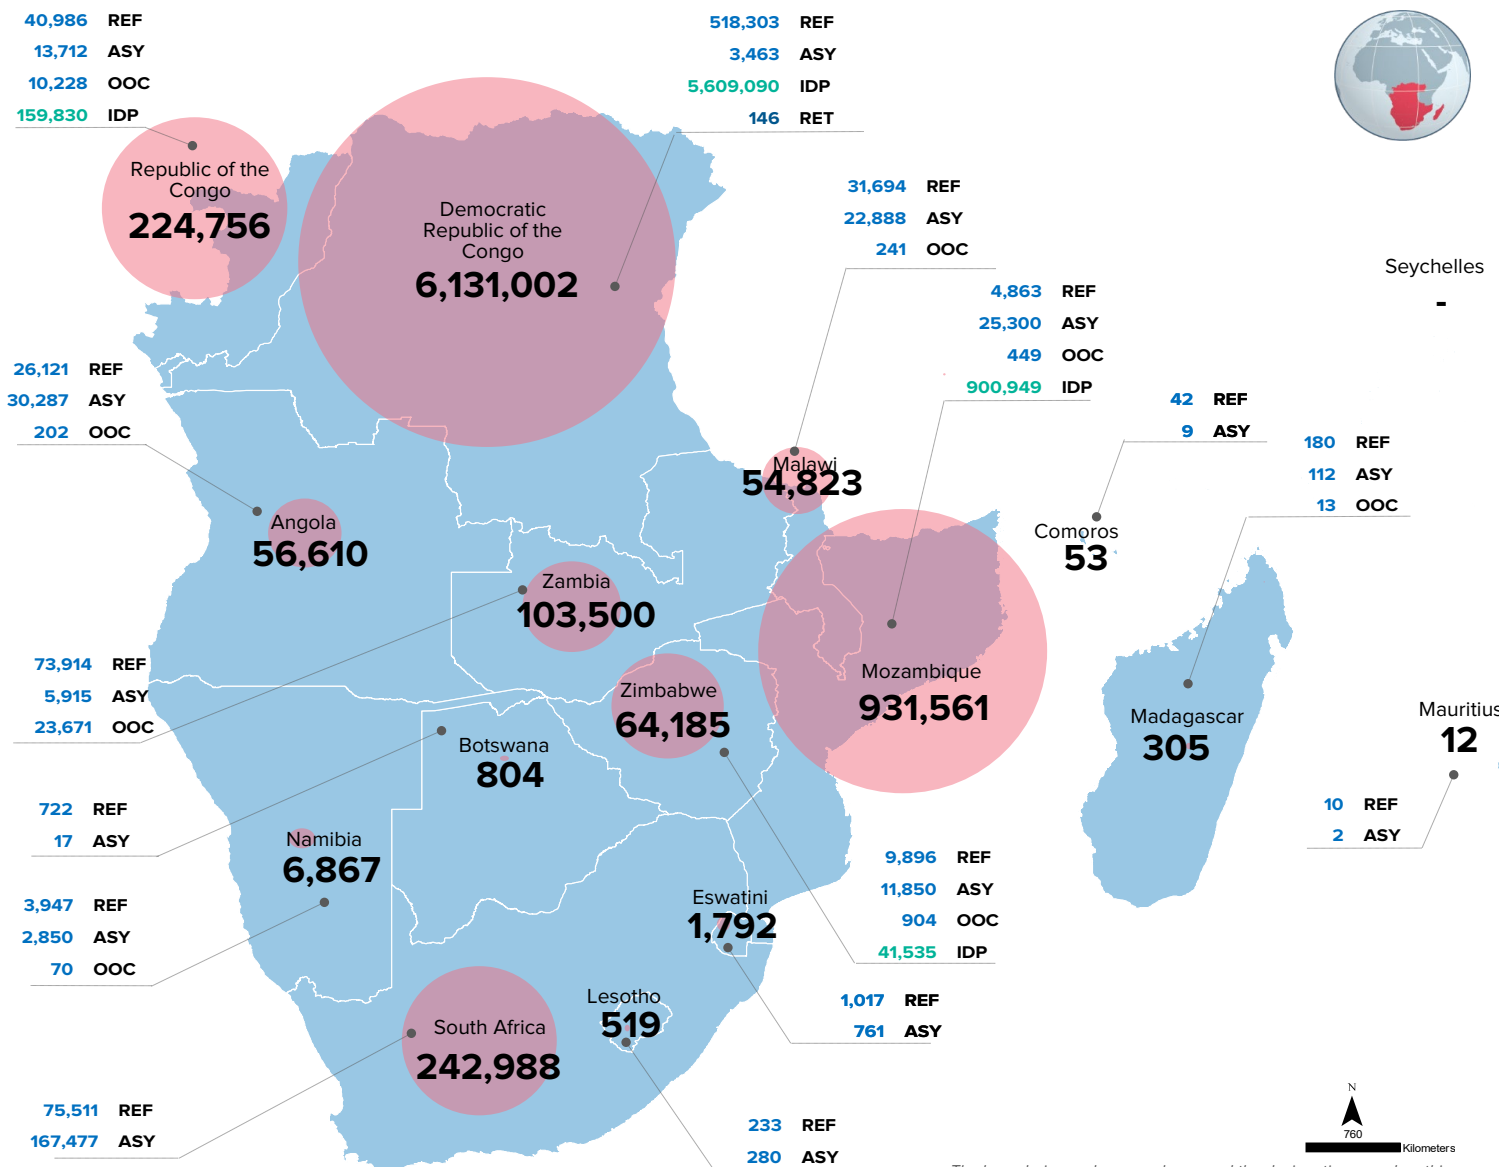 40,986 REF
13,712 ASY
10,228 OOC
159,830 IDP
Republic of the
Congo
224,756
518,303 REF
3,463 ASY
5,609,090 IDP
146 RET
Democratic
Republic of the
Congo
6,131,002
31,694 REF
22,888 ASY
241 OOC
Malawi
54,823
4,863 REF
25,300 ASY
449 OOC
900,949 IDP
Mozambique
931,561
Seychelles
-
42 REF
9 ASY
Comoros
53
180 REF
112 ASY
13 OOC
Madagascar
305
26,121 REF
30,287 ASY
202 OOC
Angola
56,610
Zambia
103,500
73,914 REF
5,915 ASY
23,671 OOC
Zimbabwe
64,185
Botswana
804
Mauritius
12
10 REF
2 ASY
722 REF
17 ASY
Namibia
6,867
3,947 REF
2,850 ASY
70 OOC
9,896 REF
11,850 ASY
904 OOC
41,535 IDP
Eswatini
1,792
1,017 REF
761 ASY
Lesotho
519
South Africa
242,988
75,511 REF
167,477 ASY
233 REF
280 ASY
N
760
Kilometers